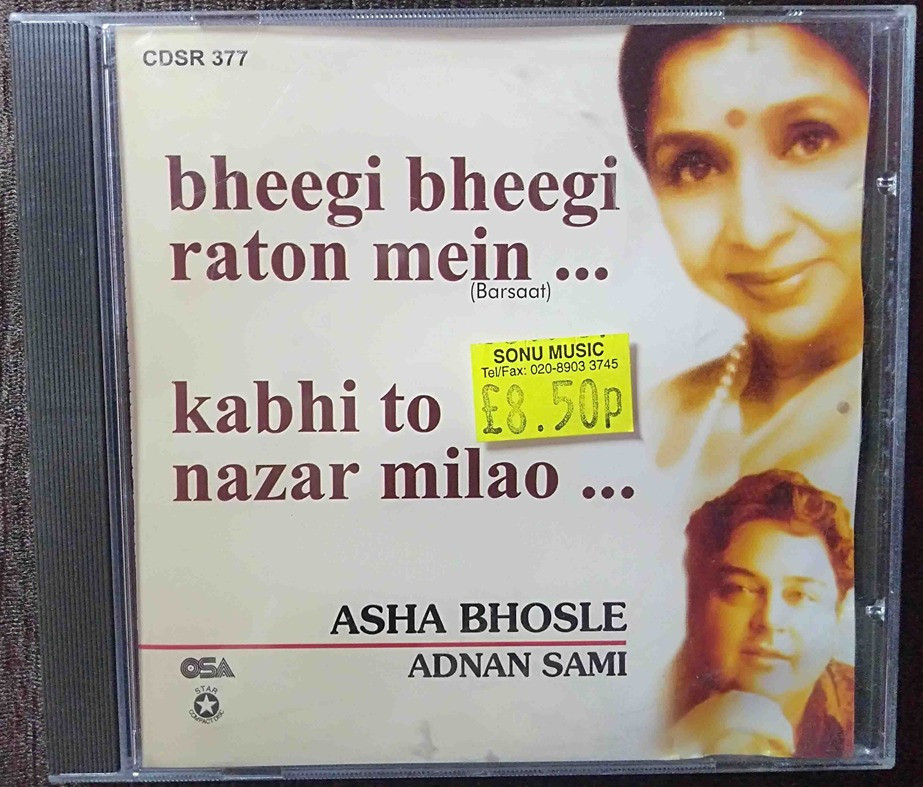 CDSR 377
bheegi bheegi
raton mein ...
(Barsaat)
SONU MUSIC
Tel/Fax: 020-8903 3745
£8.50p
kabhi to
nazar milao ...
ASHA BHOSLE
ADNAN SAMI
OSA
STAR
COMPACT DISC